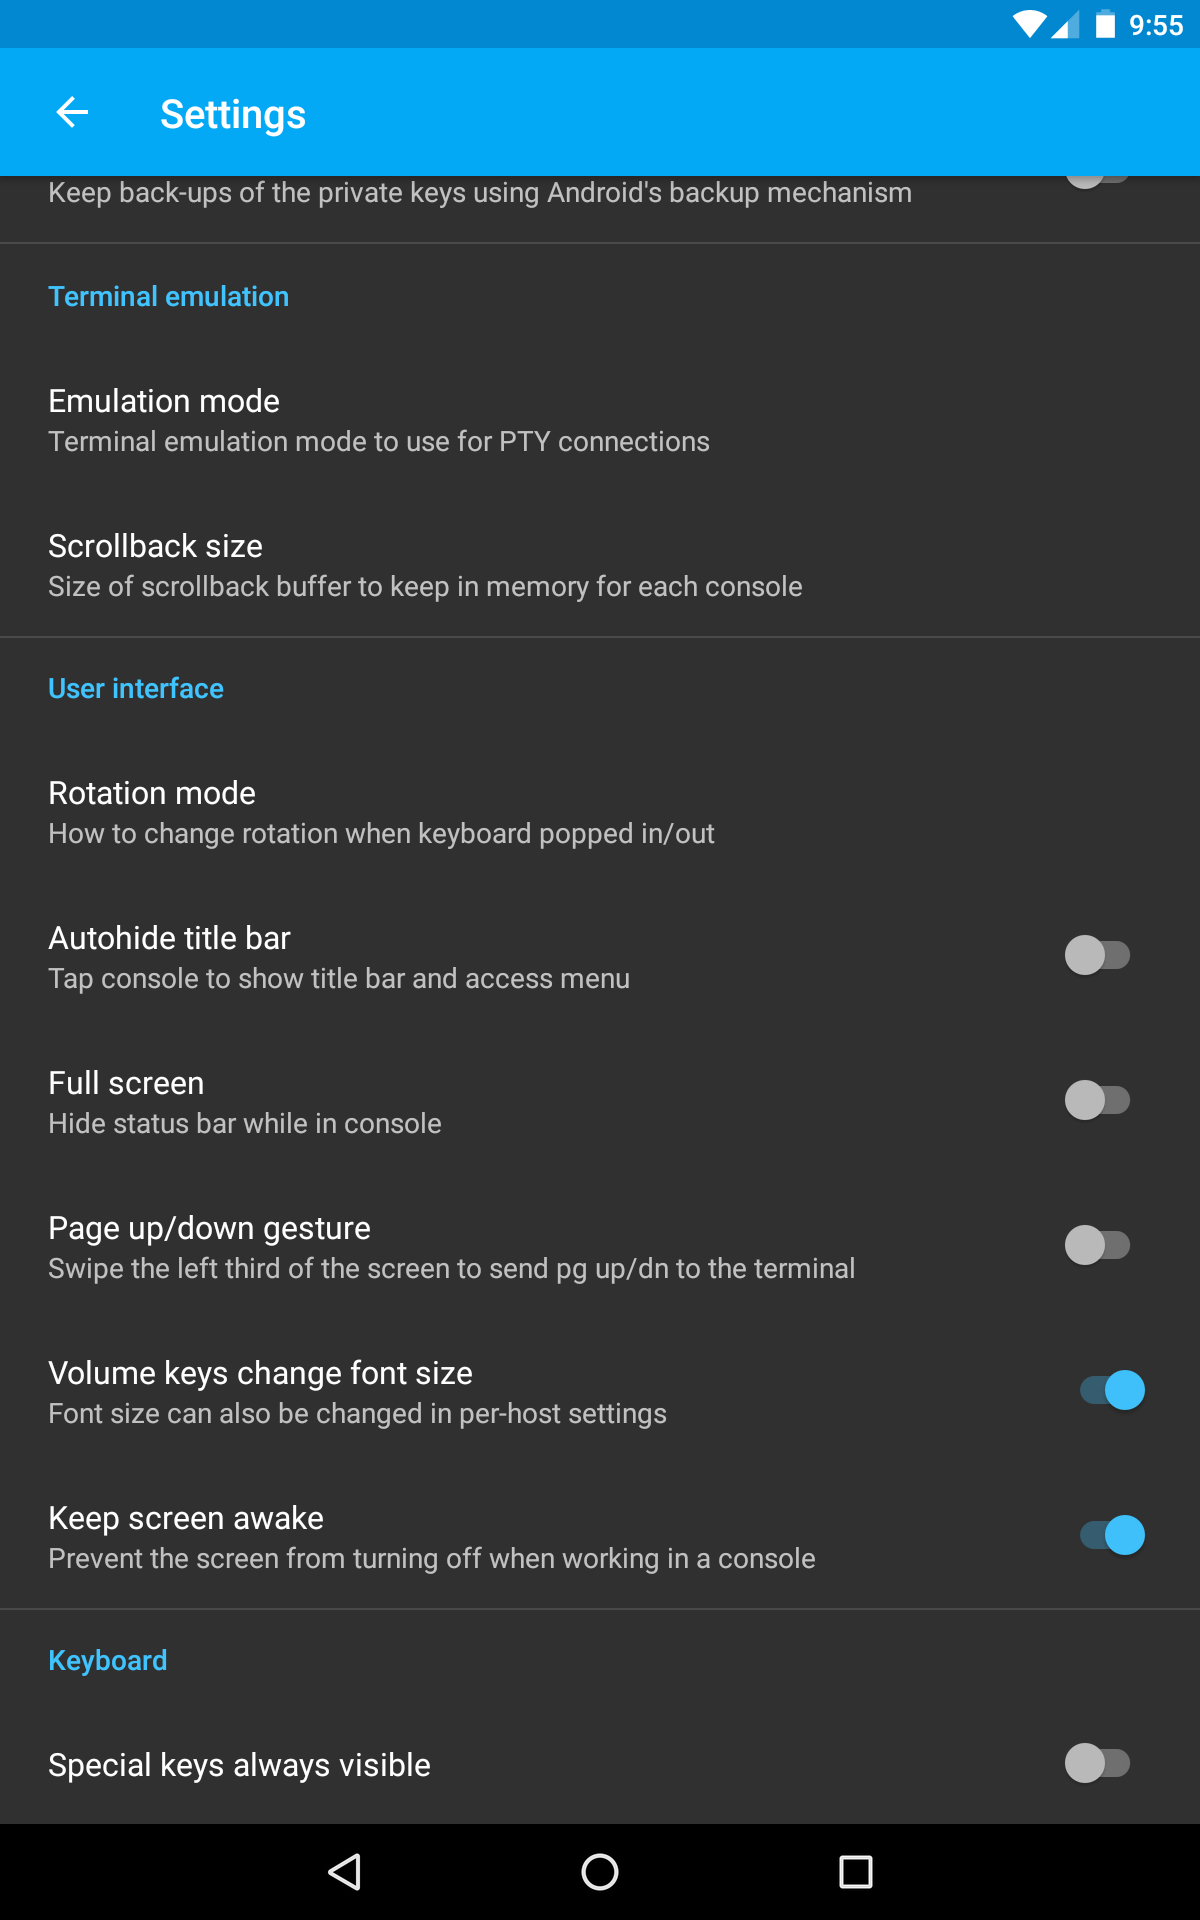 9:55
Settings
Keep back-ups of the private keys using Android's backup mechanism
Terminal emulation
Emulation mode
Terminal emulation mode to use for PTY connections
Scrollback size
Size of scrollback buffer to keep in memory for each console
User interface
Rotation mode
How to change rotation when keyboard popped in/out
Autohide title bar
Tap console to show title bar and access menu
Full screen
Hide status bar while in console
Page up/down gesture
Swipe the left third of the screen to send pg up/dn to the terminal
Volume keys change font size
Font size can also be changed in per-host settings
Keep screen awake
Prevent the screen from turning off when working in a console
Keyboard
Special keys always visible